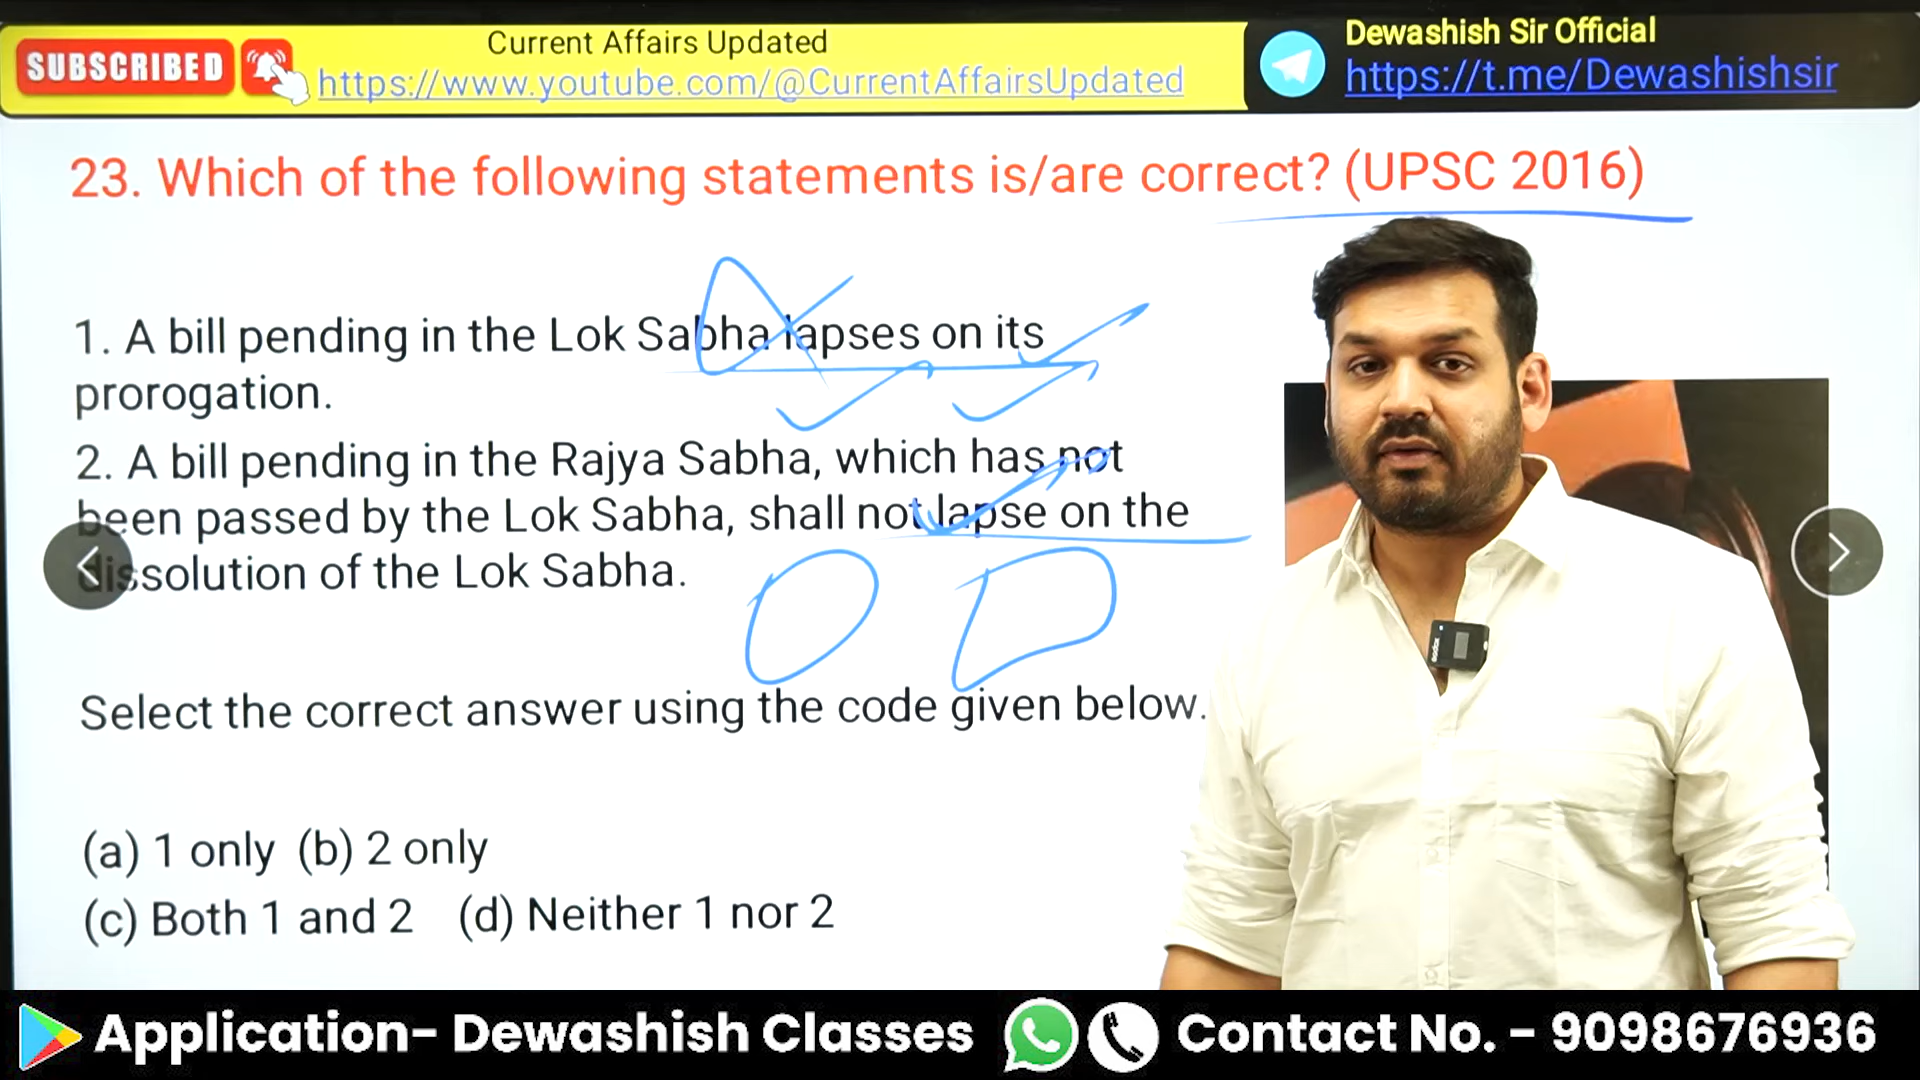 SUBSCRIBED
Current Affairs Updated
https://www.youtube.com/@CurrentAffairsUpdated
Dewashish Sir Official
https://t.me/Dewashishsir
23. Which of the following statements is/are correct? (UPSC 2016)
1. A bill pending in the Lok Sabha lapses on its
prorogation.
2. A bill pending in the Rajya Sabha, which has not
been passed by the Lok Sabha, shall not lapse on the
dissolution of the Lok Sabha.
Select the correct answer using the code given below.
(a) 1 only (b) 2 only
(c) Both 1 and 2 (d) Neither 1 nor 2
Application- Dewashish Classes
Contact No. - 9098676936